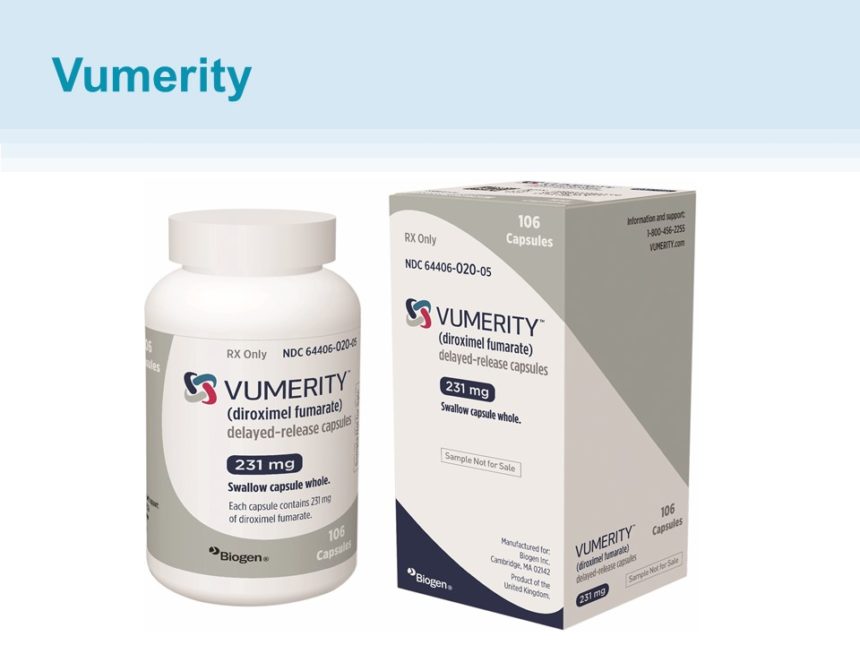 Vumerity
RX Only NDC 64406-020-05
VUMERITY™
(diroximel fumarate)
delayed-release capsules
231 mg
Swallow capsule whole.
Each capsule contains 231 mg
of diroximel fumarate.
106
Capsules
Biogen®
106
Capsules
RX Only
NDC 64406-020-05
VUMERITY™
(diroximel fumarate)
delayed-release capsules
231 mg
Swallow capsule whole.
Sample Not for Sale
Manufactured for:
Biogen Inc.
Cambridge, MA 02142
Product of the
United Kingdom.
Biogen®
Information and support:
1-800-456-2255
VUMERITY.com
106
Capsules
VUMERITY™
(diroximel fumarate)
delayed-release capsules
Sample Not for Sale
231 mg